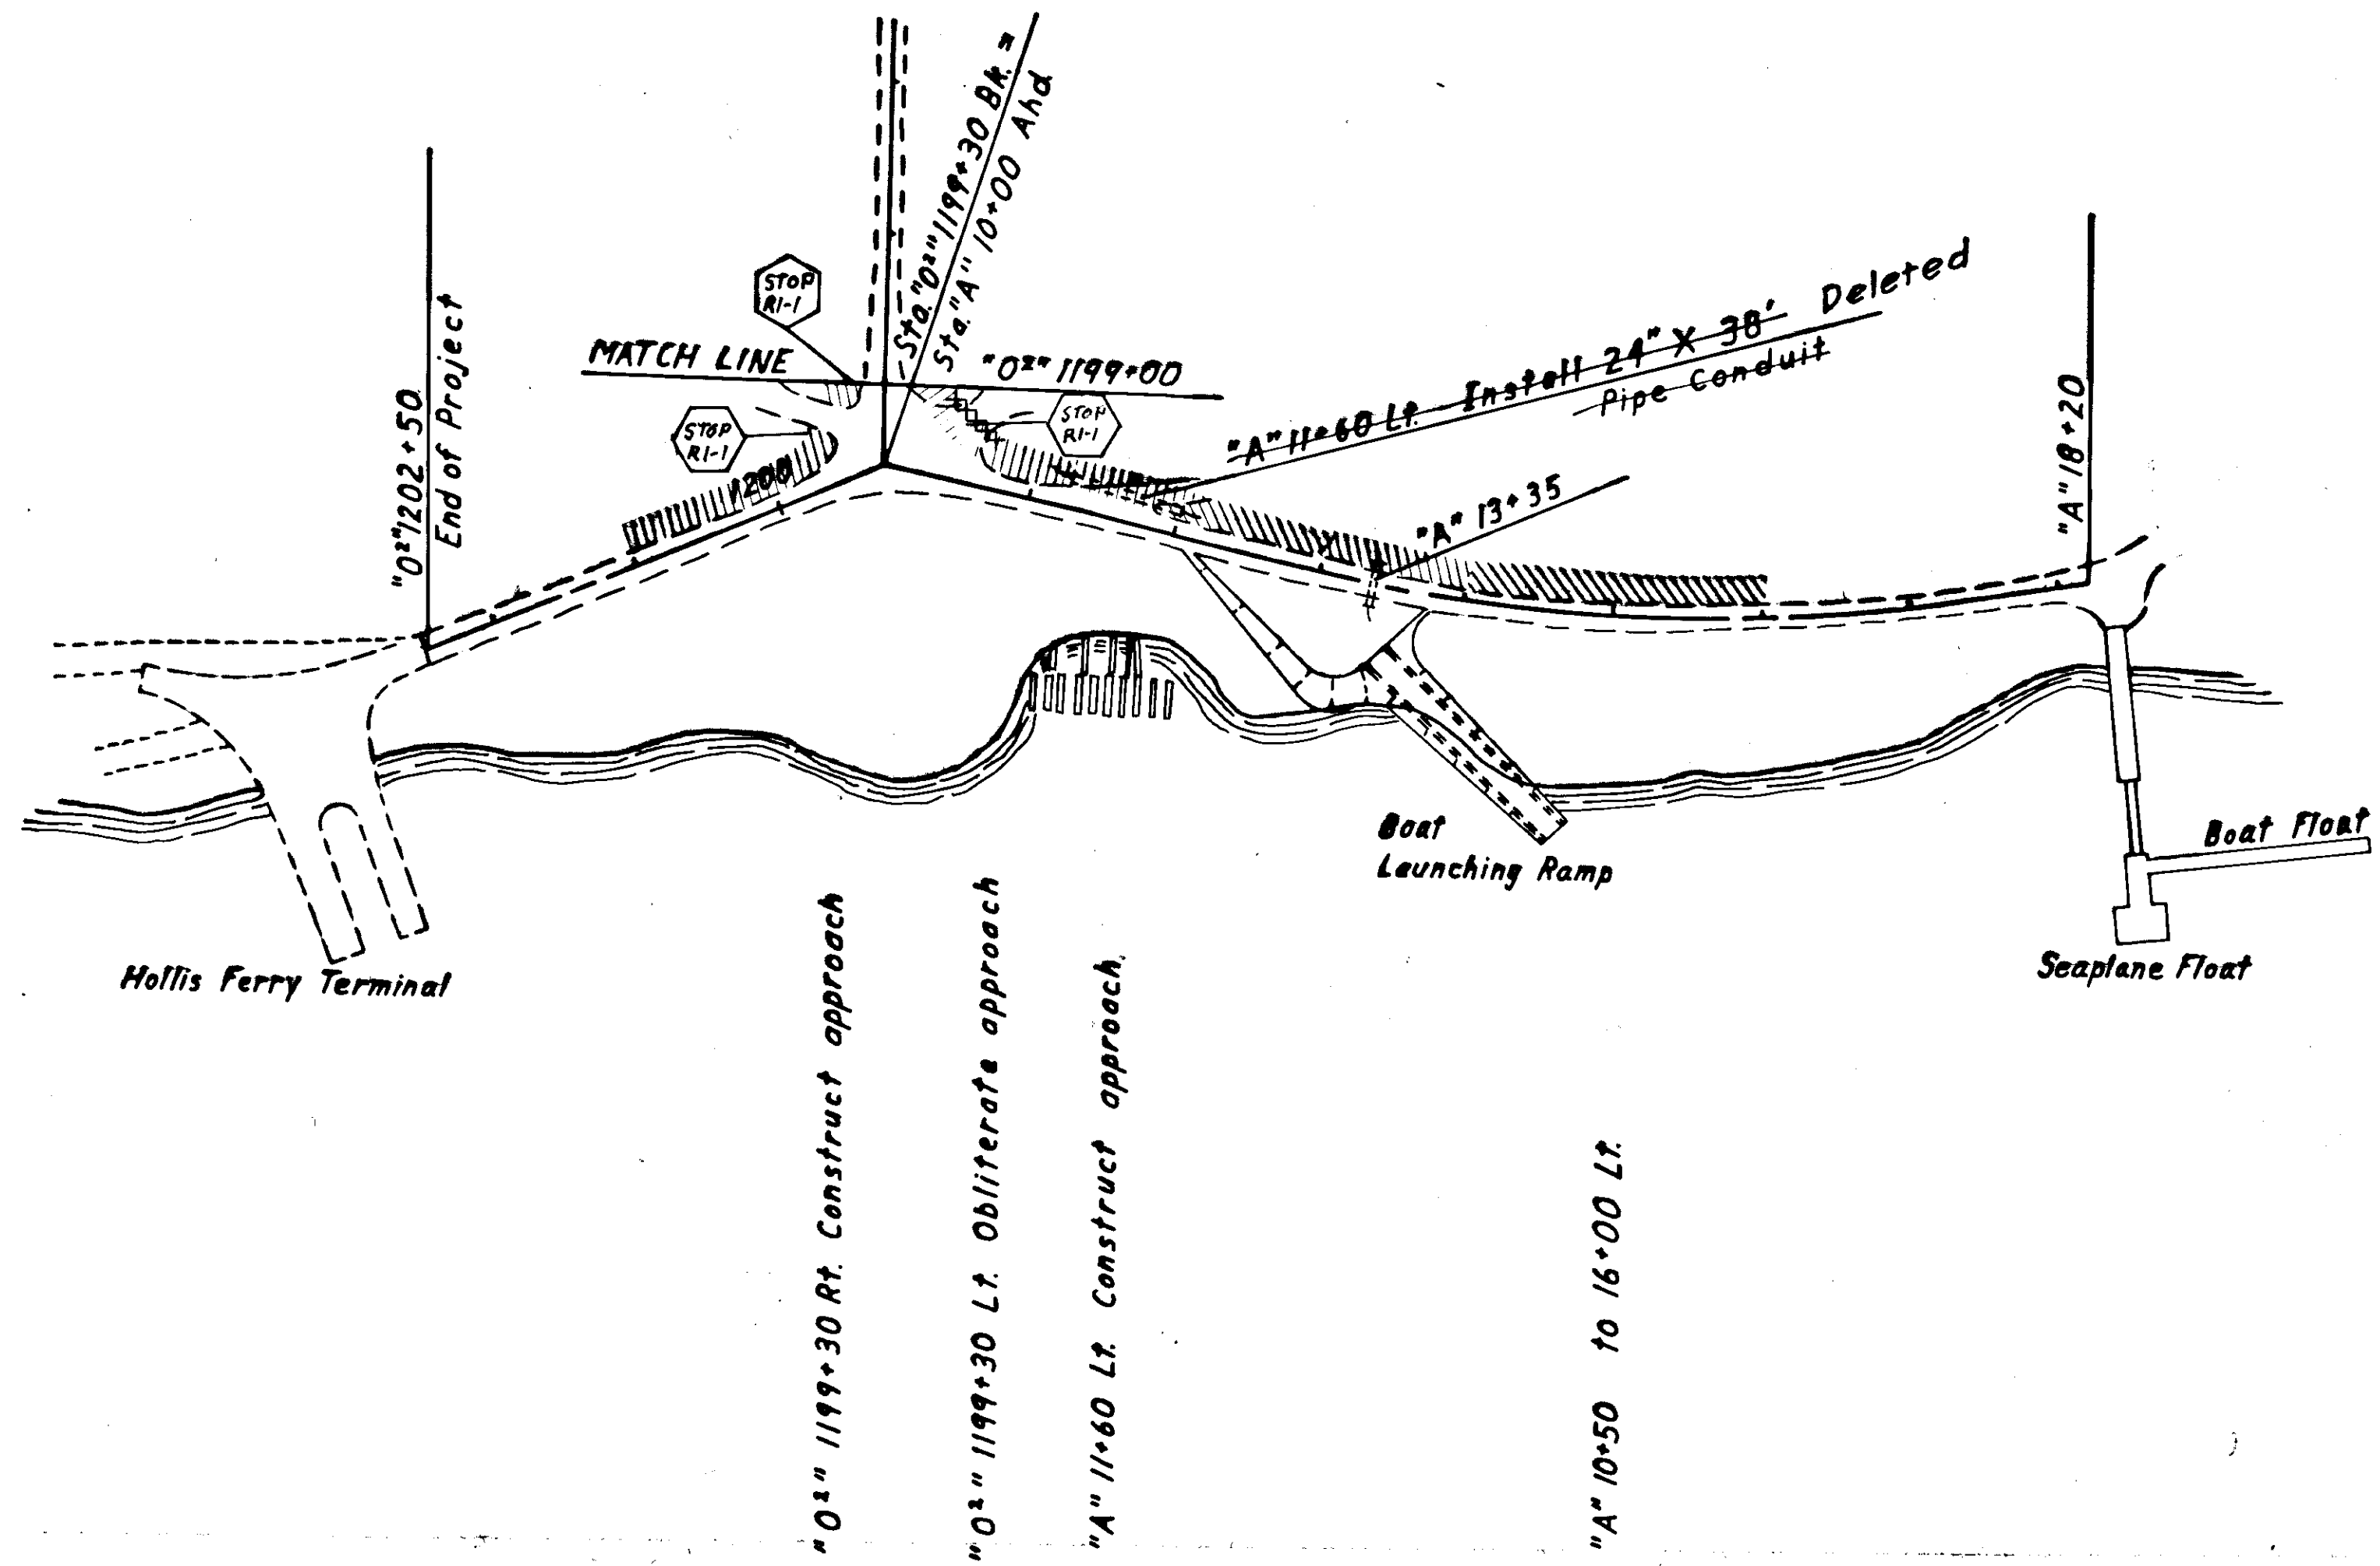 Sta. "O²" 1199+30 Bk. =
Sta. "A" 10+00 Ahd
STOP
R1-1
MATCH LINE
"O²" 1199+00
STOP
R1-1
STOP
R1-1
1200
"O²" 1202+50
End of Project
"A" 11+60 Lt. Install 24" X 38' Deleted
Pipe Conduit
"A" 13+35
"A" 18+20
Boat
Launching Ramp
Boat Float
Seaplane Float
Hollis Ferry Terminal
"O²" 1199+30 Rt. Construct approach
"O²" 1199+30 Lt. Obliterate approach
"A" 11+60 Lt. Construct approach.
"A" 10+50 to 16+00 Lt.